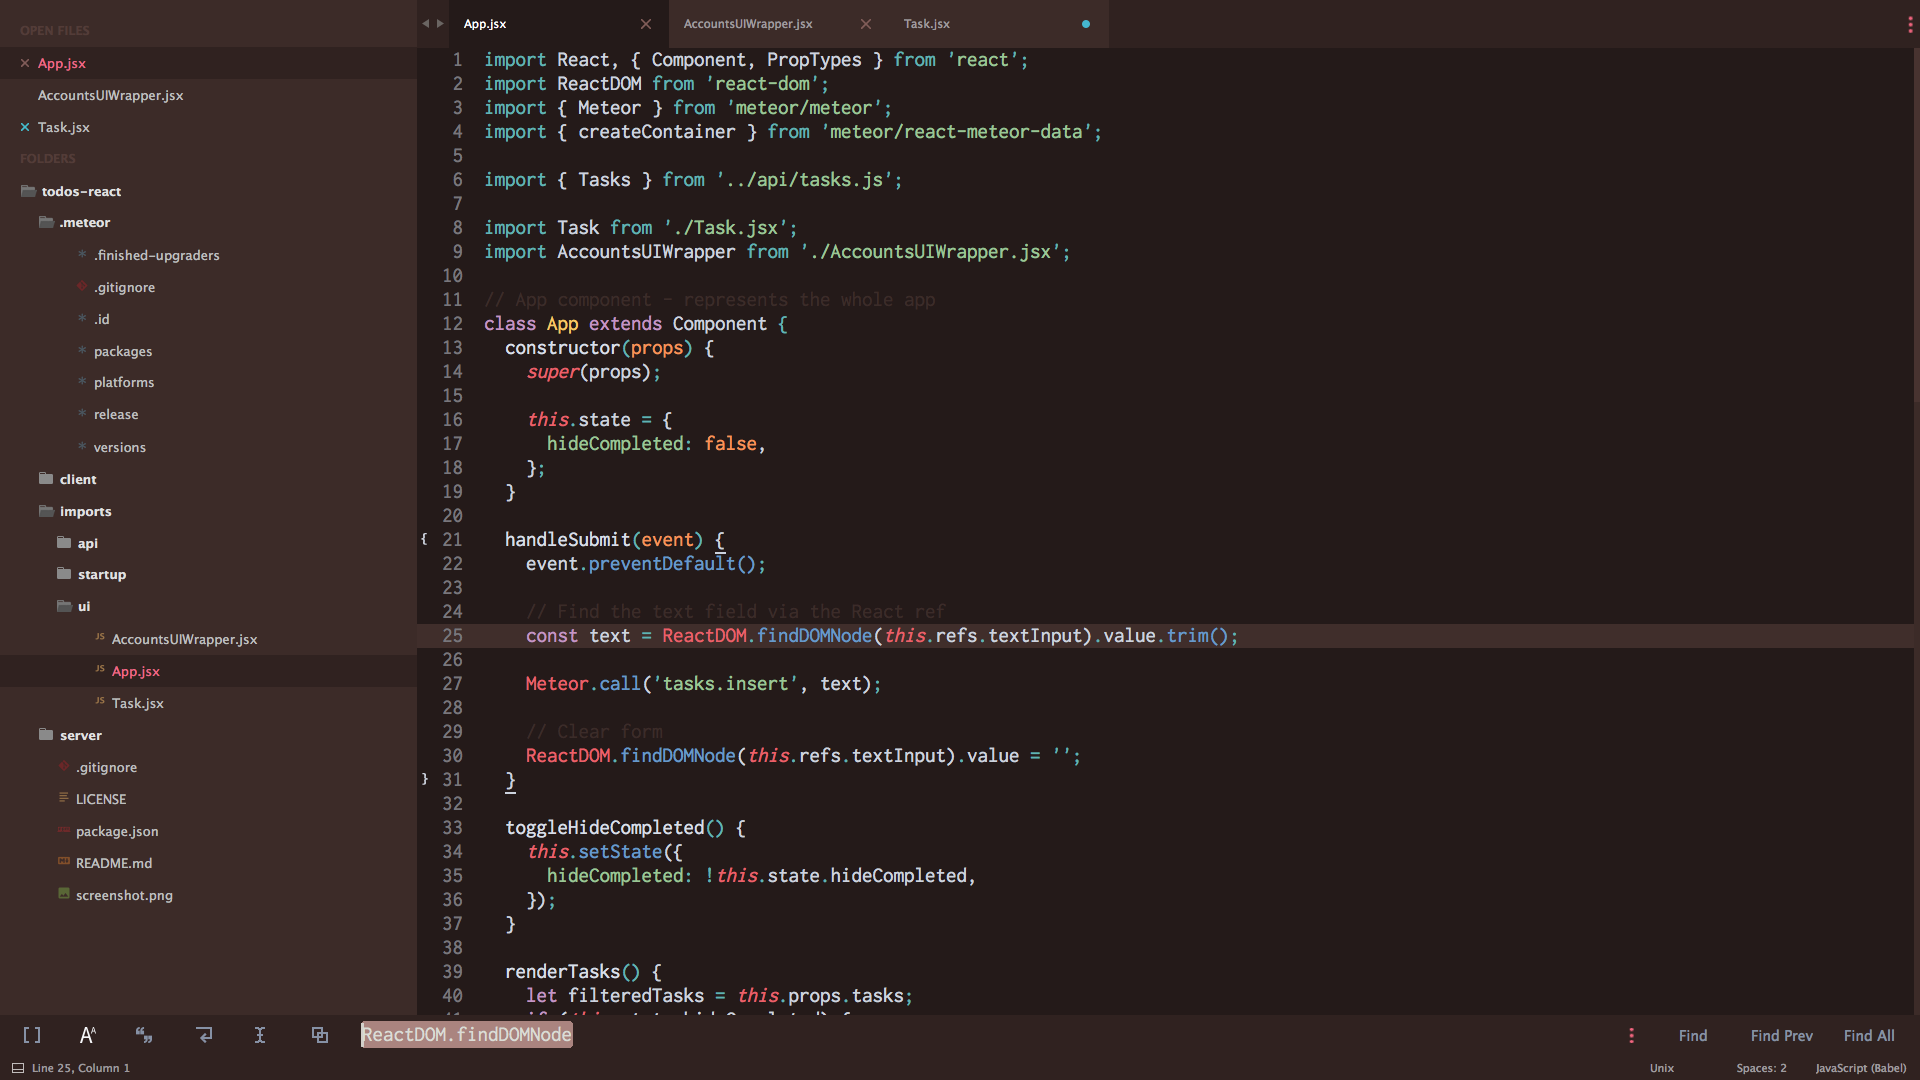 OPEN FILES
App.jsx
AccountsUIWrapper.jsx
Task.jsx
FOLDERS
todos-react
.meteor
.finished-upgraders
.gitignore
.id
packages
platforms
release
versions
client
imports
api
startup
ui
JS AccountsUIWrapper.jsx
JS App.jsx
JS Task.jsx
server
.gitignore
LICENSE
package.json
README.md
screenshot.png
App.jsx
AccountsUIWrapper.jsx
Task.jsx
1 import React, { Component, PropTypes } from 'react';
2 import ReactDOM from 'react-dom';
3 import { Meteor } from 'meteor/meteor';
4 import { createContainer } from 'meteor/react-meteor-data';
5
6 import { Tasks } from '../api/tasks.js';
7
8 import Task from './Task.jsx';
9 import AccountsUIWrapper from './AccountsUIWrapper.jsx';
10
11 // App component - represents the whole app
12 class App extends Component {
13 constructor(props) {
14 super(props);
15
16 this.state = {
17 hideCompleted: false,
18 };
19 }
20
{ 21 handleSubmit(event) {
22 event.preventDefault();
23
24 // Find the text field via the React ref
25 const text = ReactDOM.findDOMNode(this.refs.textInput).value.trim();
26
27 Meteor.call('tasks.insert', text);
28
29 // Clear form
30 ReactDOM.findDOMNode(this.refs.textInput).value = '';
} 31 }
32
33 toggleHideCompleted() {
34 this.setState({
35 hideCompleted: !this.state.hideCompleted,
36 });
37 }
38
39 renderTasks() {
40 let filteredTasks = this.props.tasks;
ReactDOM.findDOMNode
Find
Find Prev
Find All
Line 25, Column 1
Unix
Spaces: 2
JavaScript (Babel)